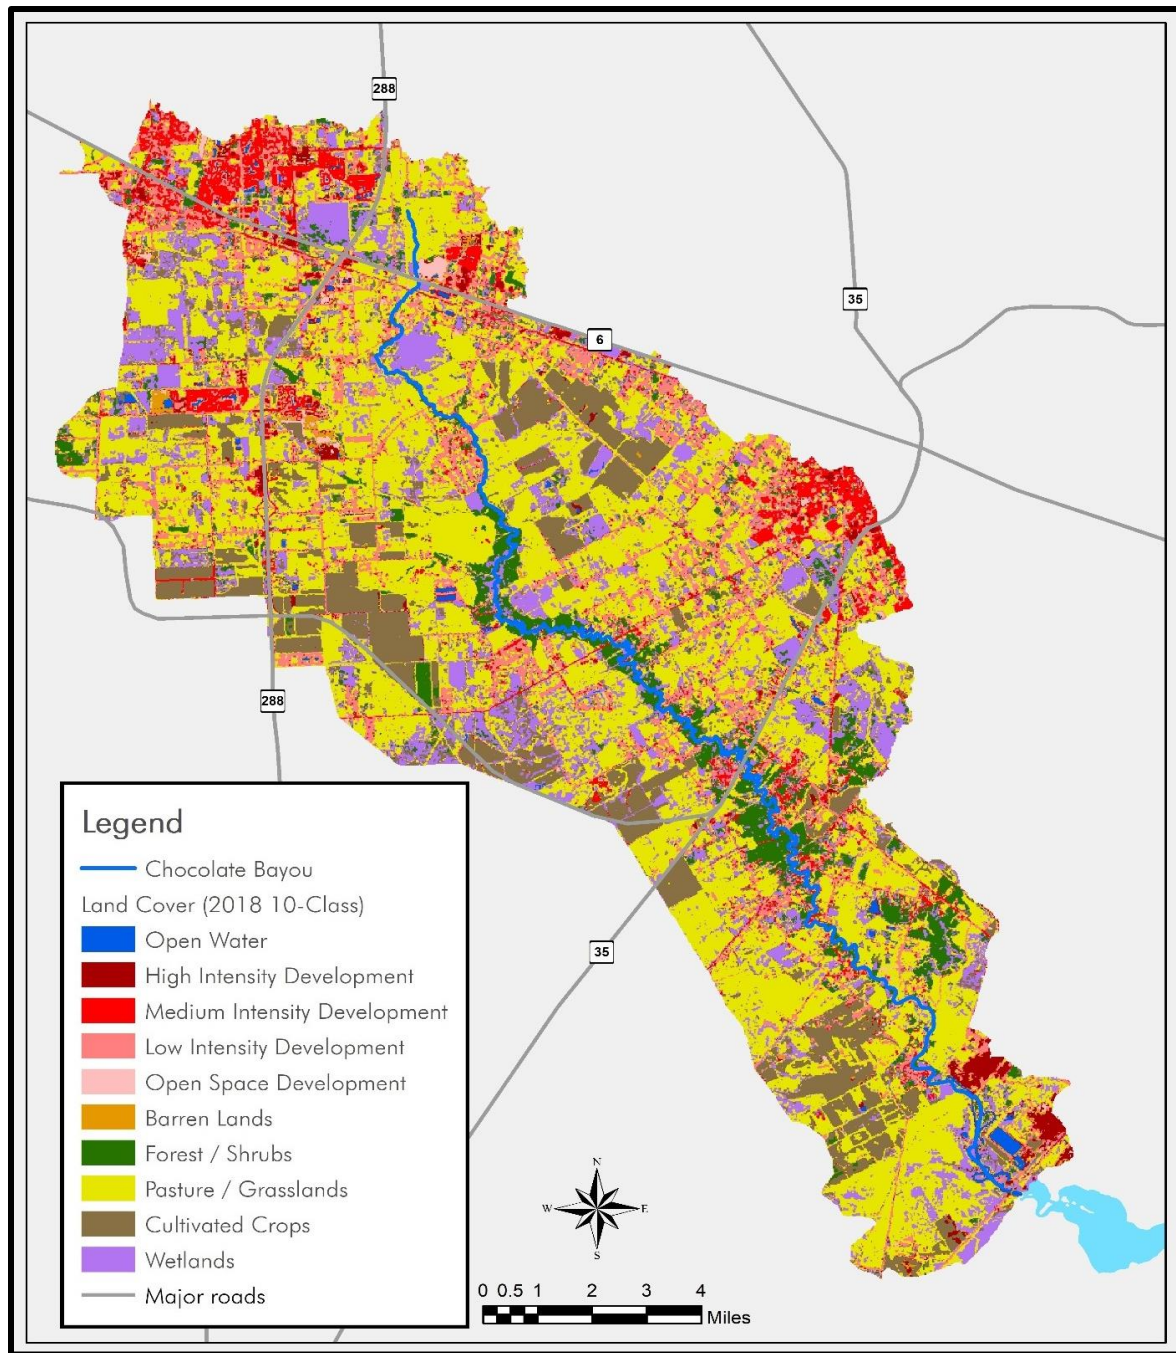 288
35
6
288
35
Legend
Chocolate Bayou
Land Cover (2018 10-Class)
Open Water
High Intensity Development
Medium Intensity Development
Low Intensity Development
Open Space Development
Barren Lands
Forest / Shrubs
Pasture / Grasslands
Cultivated Crops
Wetlands
Major roads
N
W E
S
0 0.5 1 2 3 4
Miles